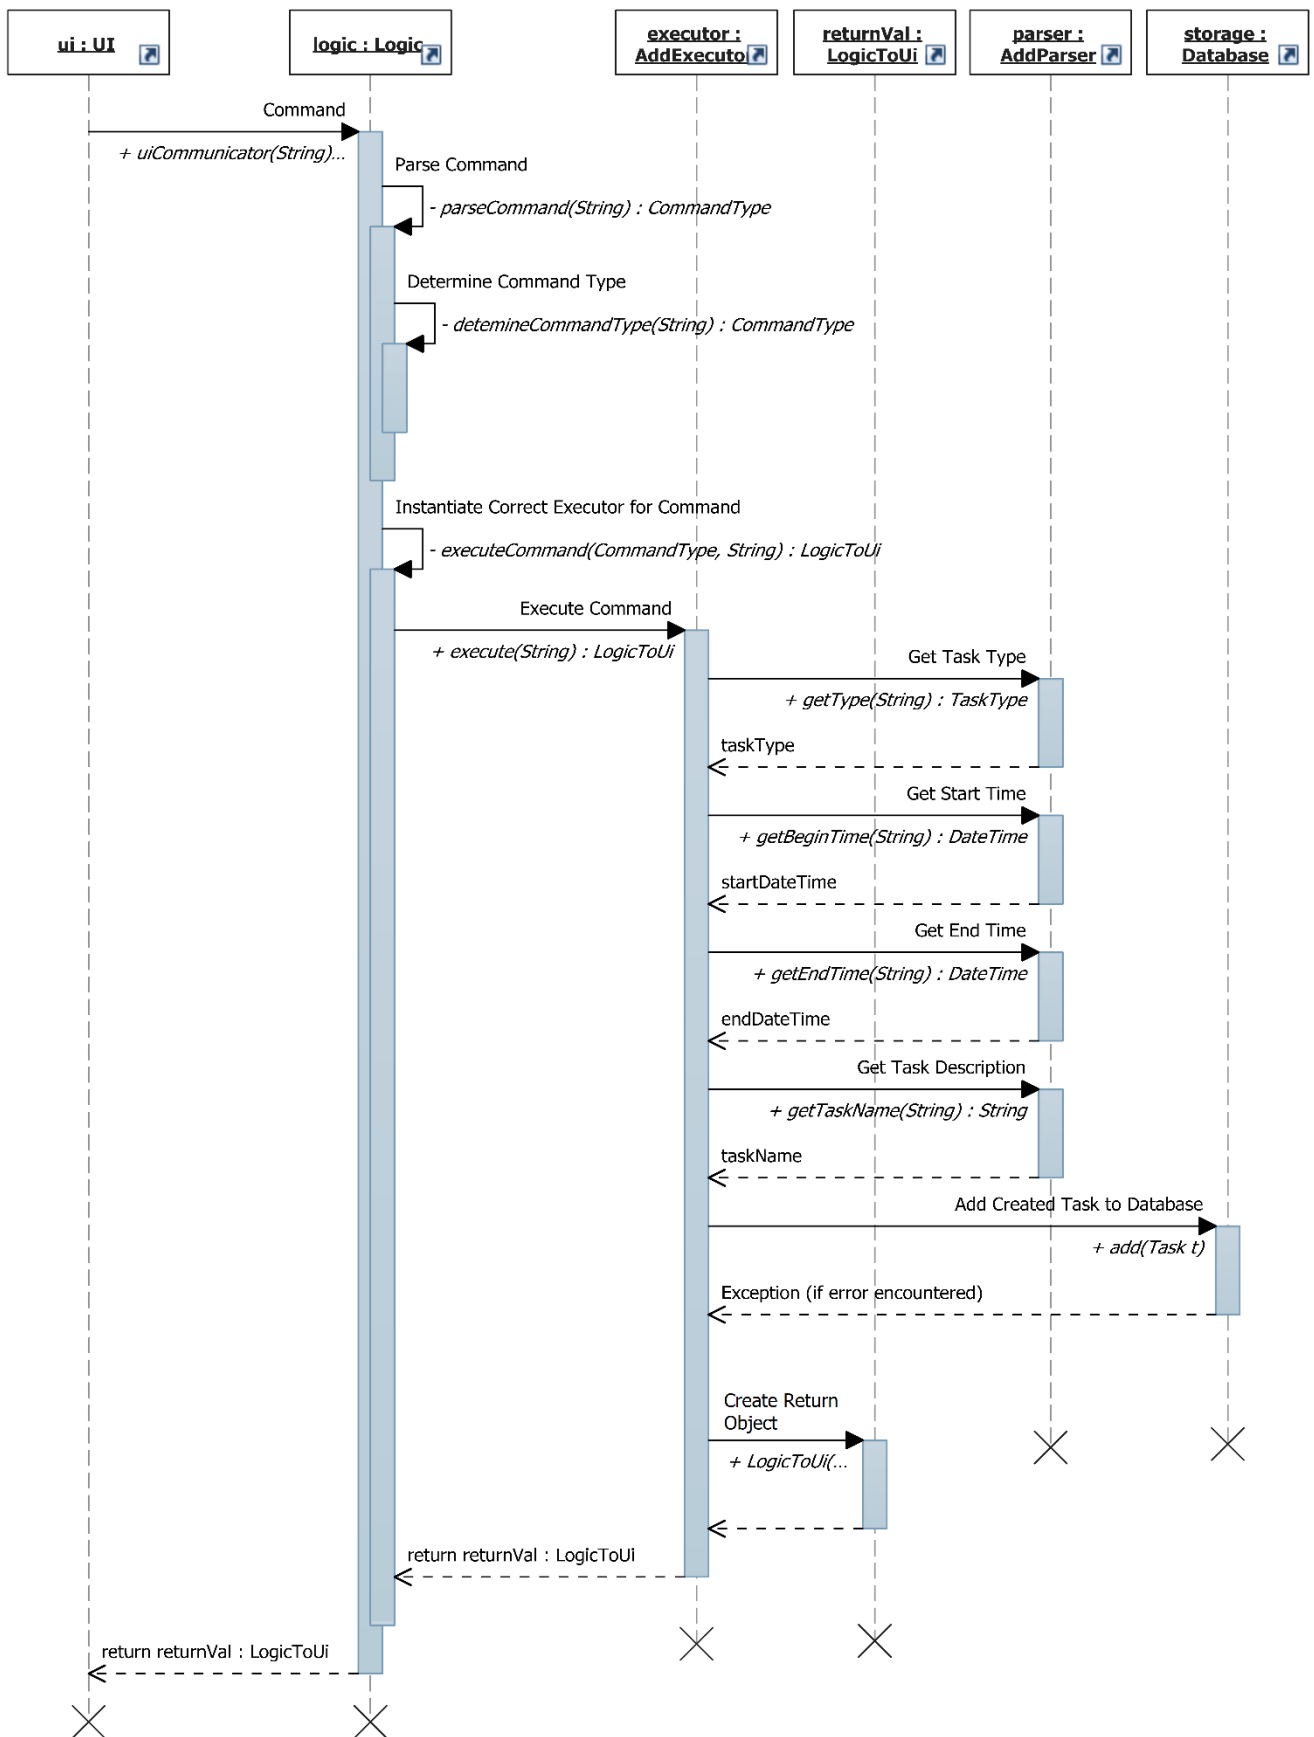 ui : UI
logic : Logic
executor :
AddExecuto
returnVal :
LogicToUi
parser :
AddParser
storage :
Database
Command
+ uiCommunicator(String)...
Parse Command
- parseCommand(String) : CommandType
Determine Command Type
- detemineCommandType(String) : CommandType
Instantiate Correct Executor for Command
- executeCommand(CommandType, String) : LogicToUi
Execute Command
+ execute(String) : LogicToUi
Get Task Type
+ getType(String) : TaskType
taskType
Get Start Time
+ getBeginTime(String) : DateTime
startDateTime
Get End Time
+ getEndTime(String) : DateTime
endDateTime
Get Task Description
+ getTaskName(String) : String
taskName
Add Created Task to Database
+ add(Task t)
Exception (if error encountered)
Create Return
Object
+ LogicToUi(...
return returnVal : LogicToUi
return returnVal : LogicToUi